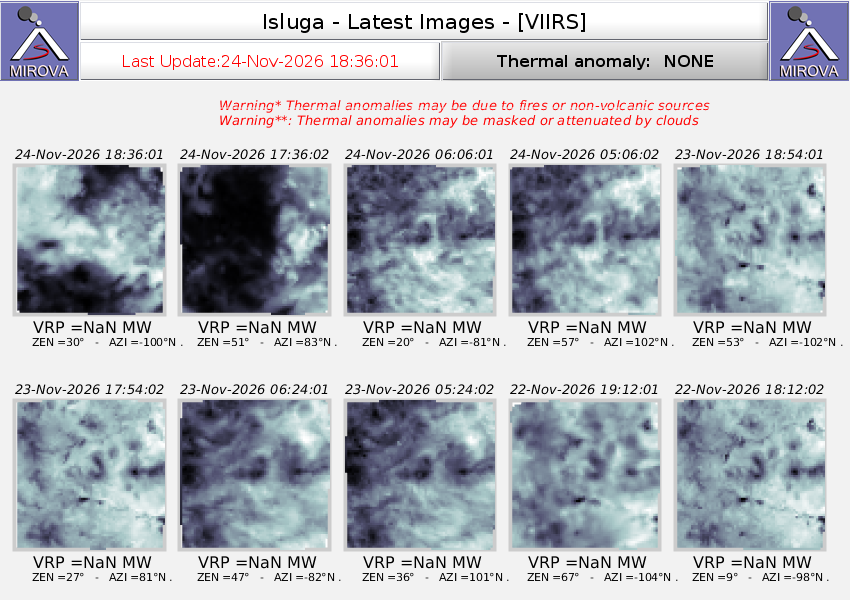 Isluga - Latest Images - [VIIRS]
MIROVA
Last Update:24-Nov-2026 18:36:01
Thermal anomaly:  NONE
MIROVA
Warning* Thermal anomalies may be due to fires or non-volcanic sources
Warning**: Thermal anomalies may be masked or attenuated by clouds
24-Nov-2026 18:36:01 24-Nov-2026 17:36:02 24-Nov-2026 06:06:01 24-Nov-2026 05:06:02 23-Nov-2026 18:54:01
VRP =NaN MW VRP =NaN MW VRP =NaN MW VRP =NaN MW VRP =NaN MW
ZEN =30° - AZI =-100°N . ZEN =51° - AZI =83°N . ZEN =20° - AZI =-81°N . ZEN =57° - AZI =102°N . ZEN =53° - AZI =-102°N .
23-Nov-2026 17:54:02 23-Nov-2026 06:24:01 23-Nov-2026 05:24:02 22-Nov-2026 19:12:01 22-Nov-2026 18:12:02
VRP =NaN MW VRP =NaN MW VRP =NaN MW VRP =NaN MW VRP =NaN MW
ZEN =27° - AZI =81°N . ZEN =47° - AZI =-82°N . ZEN =36° - AZI =101°N . ZEN =67° - AZI =-104°N . ZEN =9° - AZI =-98°N .